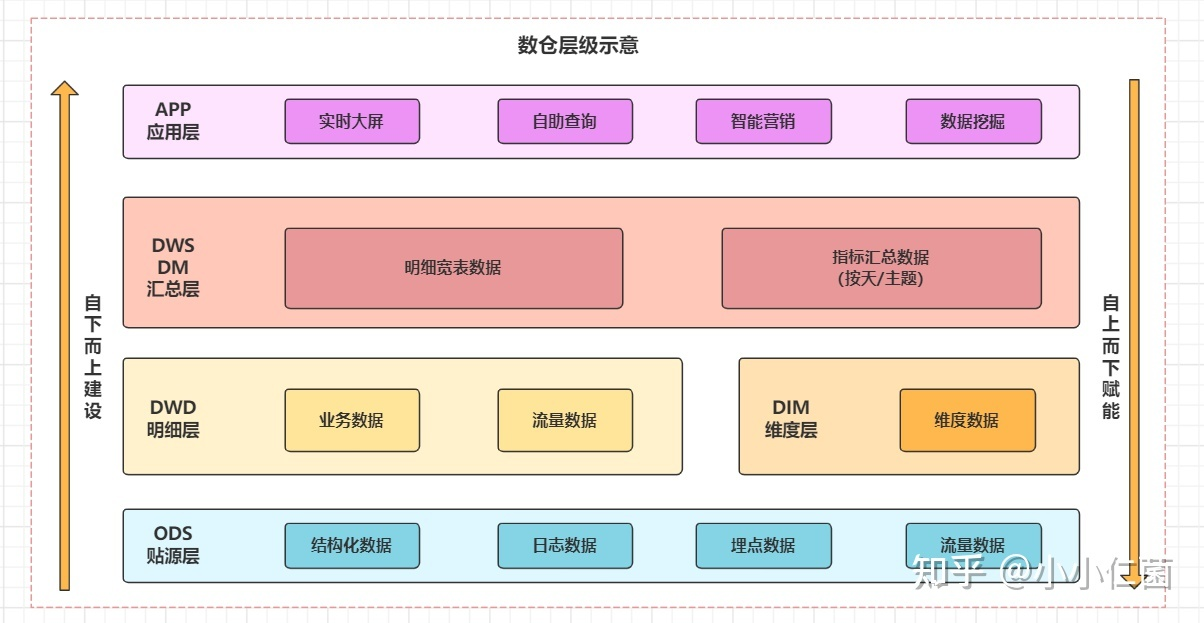 数仓层级示意
APP
应用层
实时大屏
自助查询
智能营销
数据挖掘
DWS
DM
汇总层
明细宽表数据
指标汇总数据
(按天/主题)
自下而上建设
自上而下赋能
DWD
明细层
业务数据
流量数据
DIM
维度层
维度数据
ODS
贴源层
结构化数据
日志数据
埋点数据
流量数据
知乎 @小小仁菌